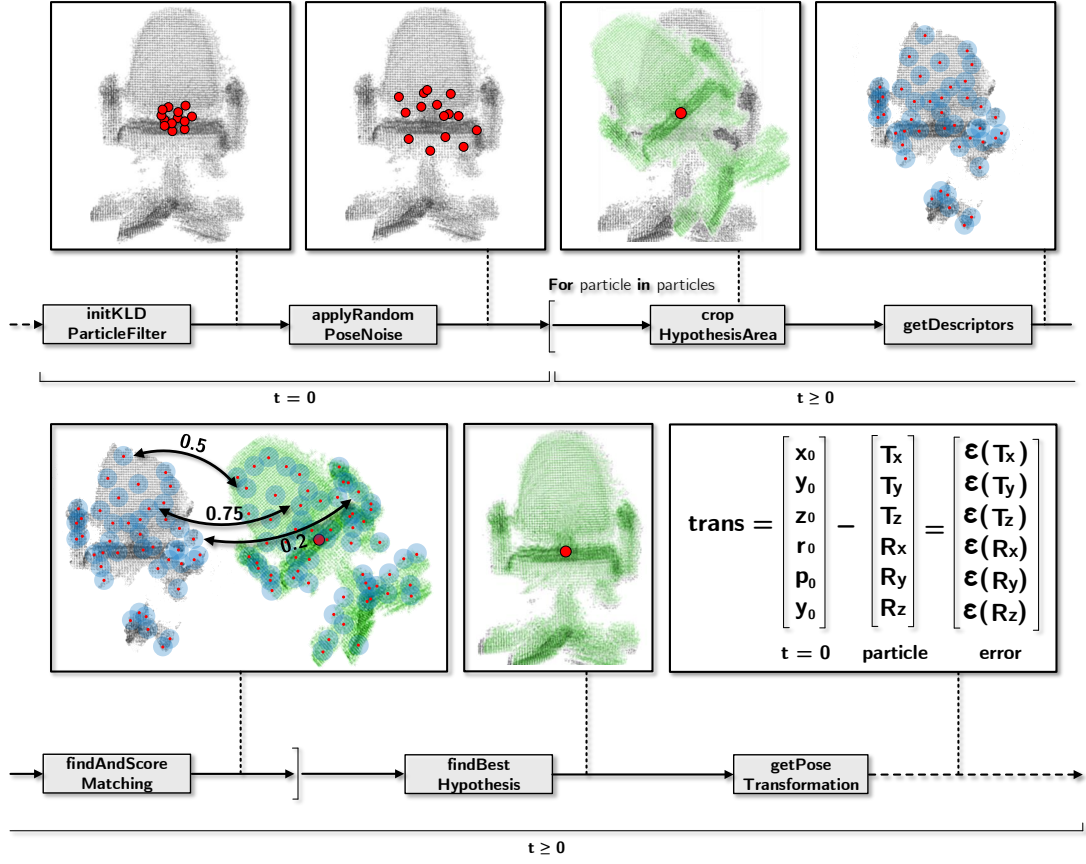 For particle in particles
initKLD
ParticleFilter
applyRandom
PoseNoise
crop
HypothesisArea
getDescriptors
t = 0
t ≥ 0
0.5
0.75
0.2
trans =
x₀
y₀
z₀
r₀
p₀
y₀
−
Tx
Ty
Tz
Rx
Ry
Rz
=
ε(Tx)
ε(Ty)
ε(Tz)
ε(Rx)
ε(Ry)
ε(Rz)
t = 0
particle
error
findAndScore
Matching
findBest
Hypothesis
getPose
Transformation
t ≥ 0